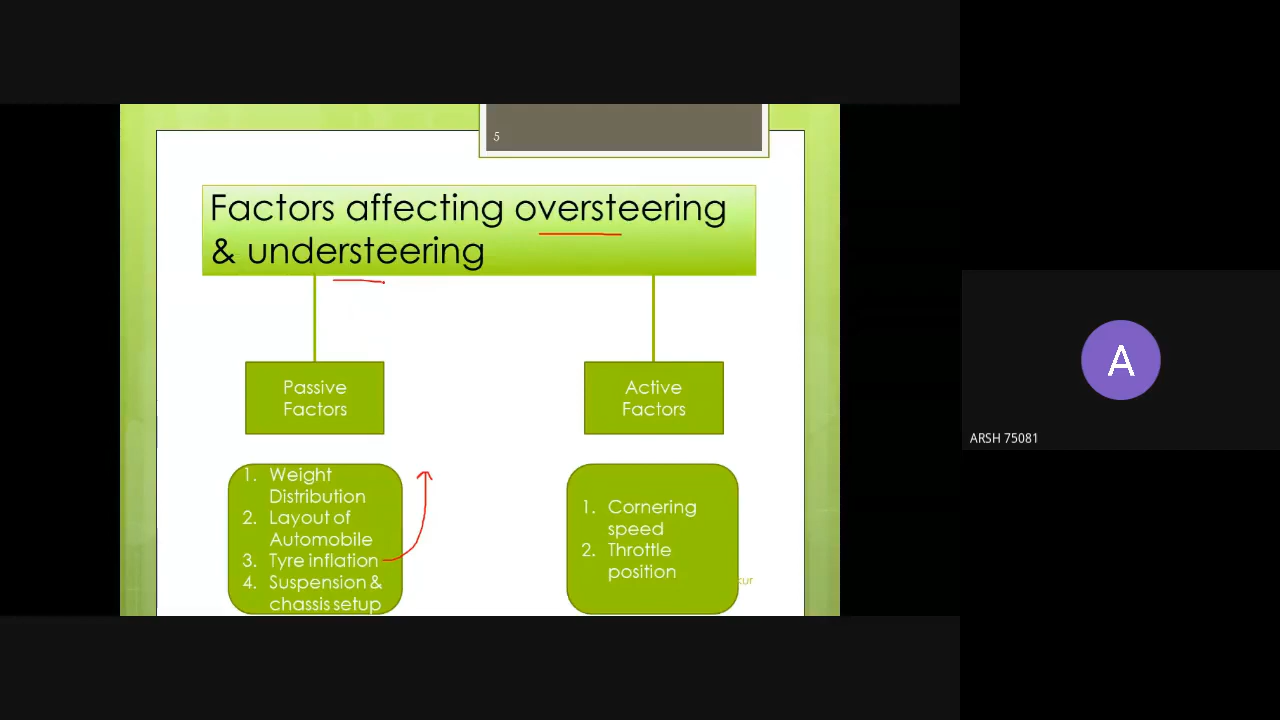 5
Factors affecting oversteering
& understeering
Passive
Factors
Active
Factors
1. Weight
Distribution
2. Layout of
Automobile
3. Tyre inflation
4. Suspension &
chassis setup
1. Cornering
speed
2. Throttle
position
kur
A
ARSH 75081